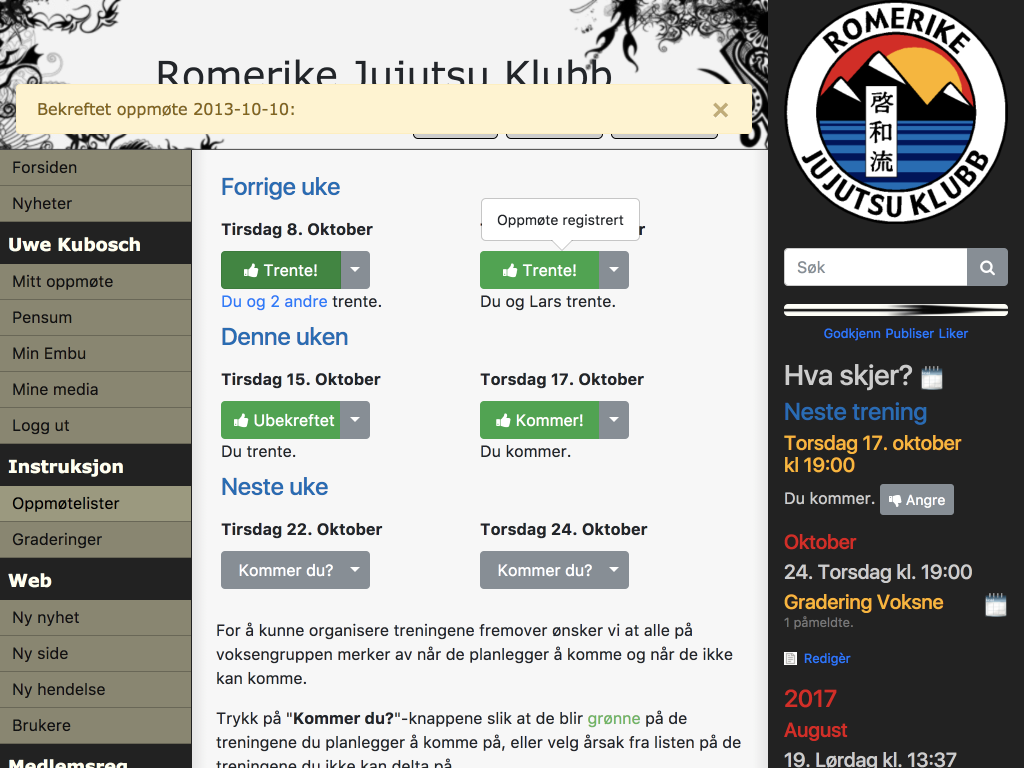 Romerike Jujutsu Klubb
Bekreftet oppmøte 2013-10-10:
×
Forsiden
Nyheter
Uwe Kubosch
Mitt oppmøte
Pensum
Min Embu
Mine media
Logg ut
Instruksjon
Oppmøtelister
Graderinger
Web
Ny nyhet
Ny side
Ny hendelse
Brukere
Medlemsreg
Forrige uke
Oppmøte registrert
Tirsdag 8. Oktober
Trente!
Trente!
Du og 2 andre trente.
Du og Lars trente.
Denne uken
Tirsdag 15. Oktober
Torsdag 17. Oktober
Ubekreftet
Kommer!
Du trente.
Du kommer.
Neste uke
Tirsdag 22. Oktober
Torsdag 24. Oktober
Kommer du?
Kommer du?
For å kunne organisere treningene fremover ønsker vi at alle på
voksengruppen merker av når de planlegger å komme og når de ikke
kan komme.
Trykk på "Kommer du?"-knappene slik at de blir grønne på de
treningene du planlegger å komme på, eller velg årsak fra listen på de
treningene du ikke kan delta på.
ROMERIKE
啓和流
JUJUTSU KLUBB
Søk
Godkjenn Publiser Liker
Hva skjer?
Neste trening
Torsdag 17. oktober
kl 19:00
Du kommer. Angre
Oktober
24. Torsdag kl. 19:00
Gradering Voksne
1 påmeldte.
Redigèr
2017
August
19. Lørdag kl. 13:37